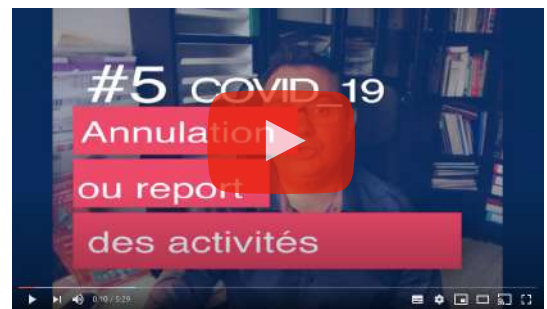 #5 COVID_19
Annulation
ou report
des activités
0:10 / 5:29